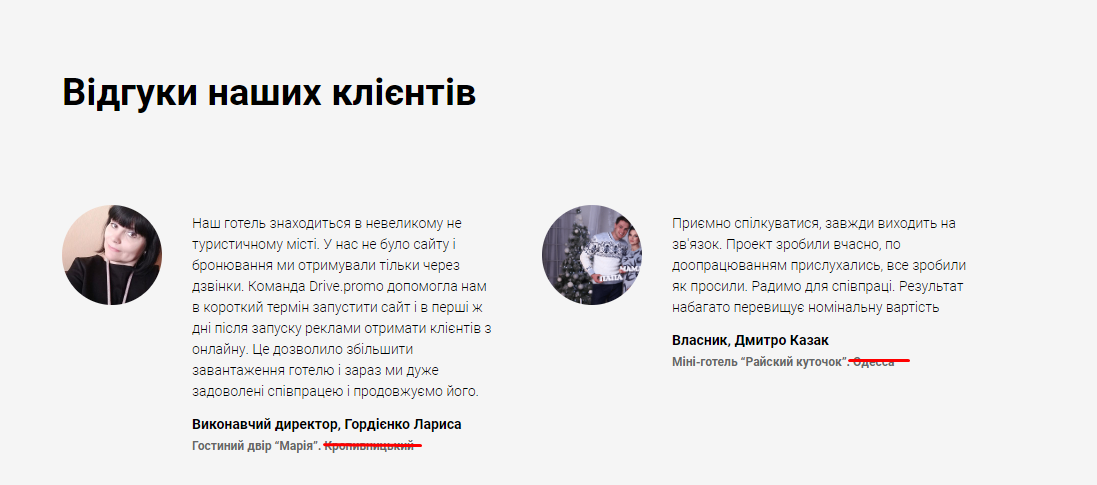 Відгуки наших клієнтів
Наш готель знаходиться в невеликому не
туристичному місті. У нас не було сайту і
бронювання ми отримували тільки через
дзвінки. Команда Drive.promo допомогла нам
в короткий термін запустити сайт і в перші ж
дні після запуску реклами отримати клієнтів з
онлайну. Це дозволило збільшити
завантаження готелю і зараз ми дуже
задоволені співпрацею і продовжуємо його.
Виконавчий директор, Гордієнко Лариса
Гостиний двір “Марія”. Кропивницький
Приємно спілкуватися, завжди виходить на
зв'язок. Проект зробили вчасно, по
доопрацюванням прислухались, все зробили
як просили. Радимо для співпраці. Результат
набагато перевищує номінальну вартість
Власник, Дмитро Казак
Міні-готель “Райский куточок”. Одесса
ПАПА
МАМА